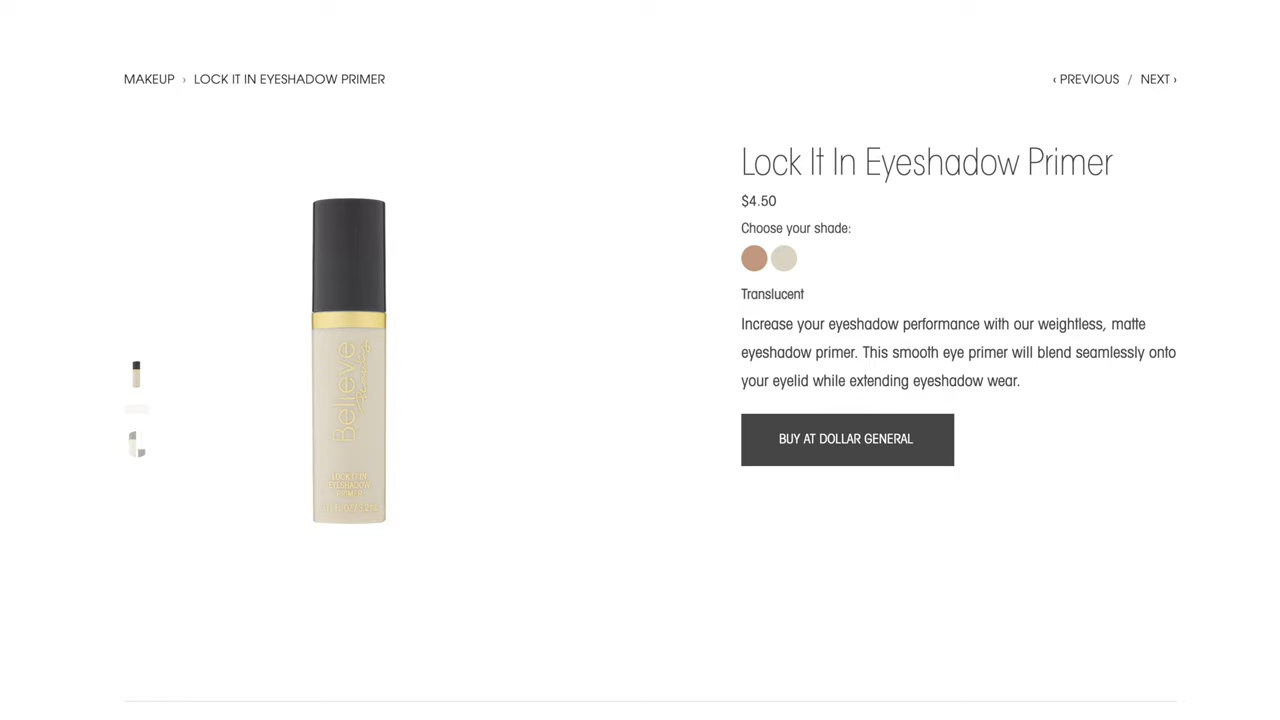 MAKEUP › LOCK IT IN EYESHADOW PRIMER
‹ PREVIOUS / NEXT ›
Lock It In Eyeshadow Primer
$4.50
Choose your shade:
Translucent
Increase your eyeshadow performance with our weightless, matte
eyeshadow primer. This smooth eye primer will blend seamlessly onto
your eyelid while extending eyeshadow wear.
BUY AT DOLLAR GENERAL
Believe
Beauty
LOCK IT IN
EYESHADOW
PRIMER